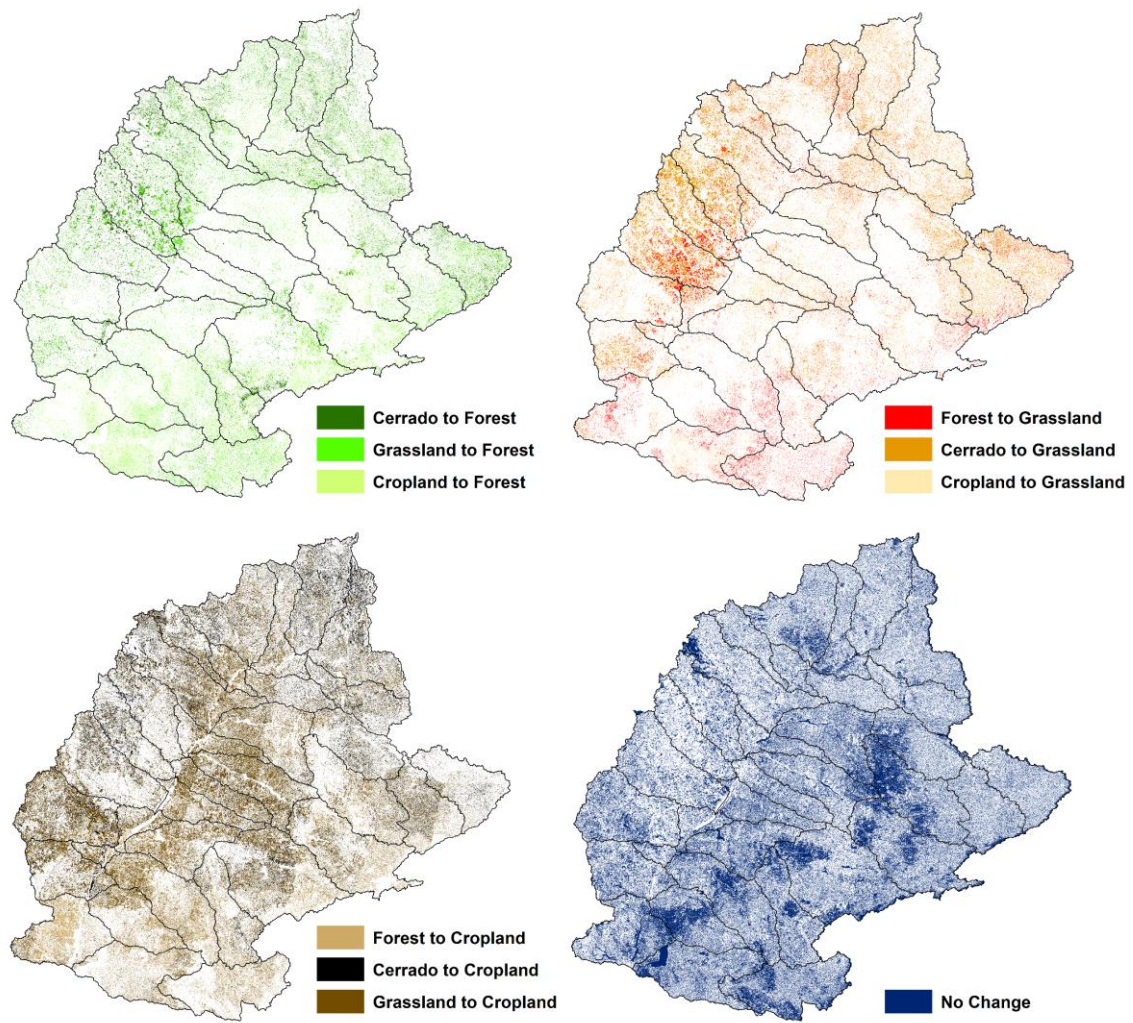 Cerrado to Forest
Grassland to Forest
Cropland to Forest
Forest to Grassland
Cerrado to Grassland
Cropland to Grassland
Forest to Cropland
Cerrado to Cropland
Grassland to Cropland
No Change